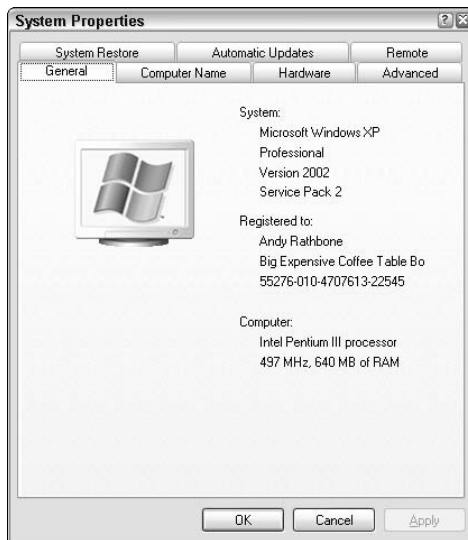 System Properties
System Restore
Automatic Updates
Remote
General
Computer Name
Hardware
Advanced
System:
Microsoft Windows XP
Professional
Version 2002
Service Pack 2
Registered to:
Andy Rathbone
Big Expensive Coffee Table Bo
55276-010-4707613-22545
Computer:
Intel Pentium III processor
497 MHz, 640 MB of RAM
OK
Cancel
Apply